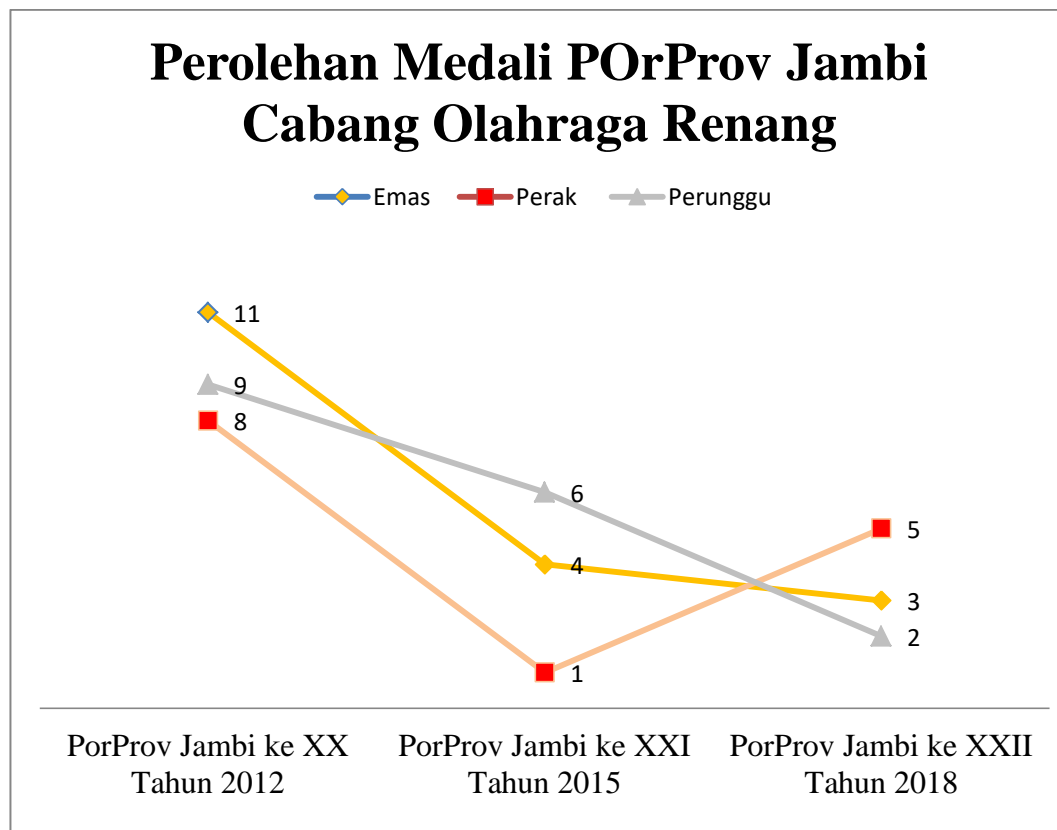 Perolehan Medali POrProv Jambi
Cabang Olahraga Renang
Emas Perak Perunggu
11
9
8
6
4
1
5
3
2
PorProv Jambi ke XX PorProv Jambi ke XXI PorProv Jambi ke XXII
Tahun 2012 Tahun 2015 Tahun 2018